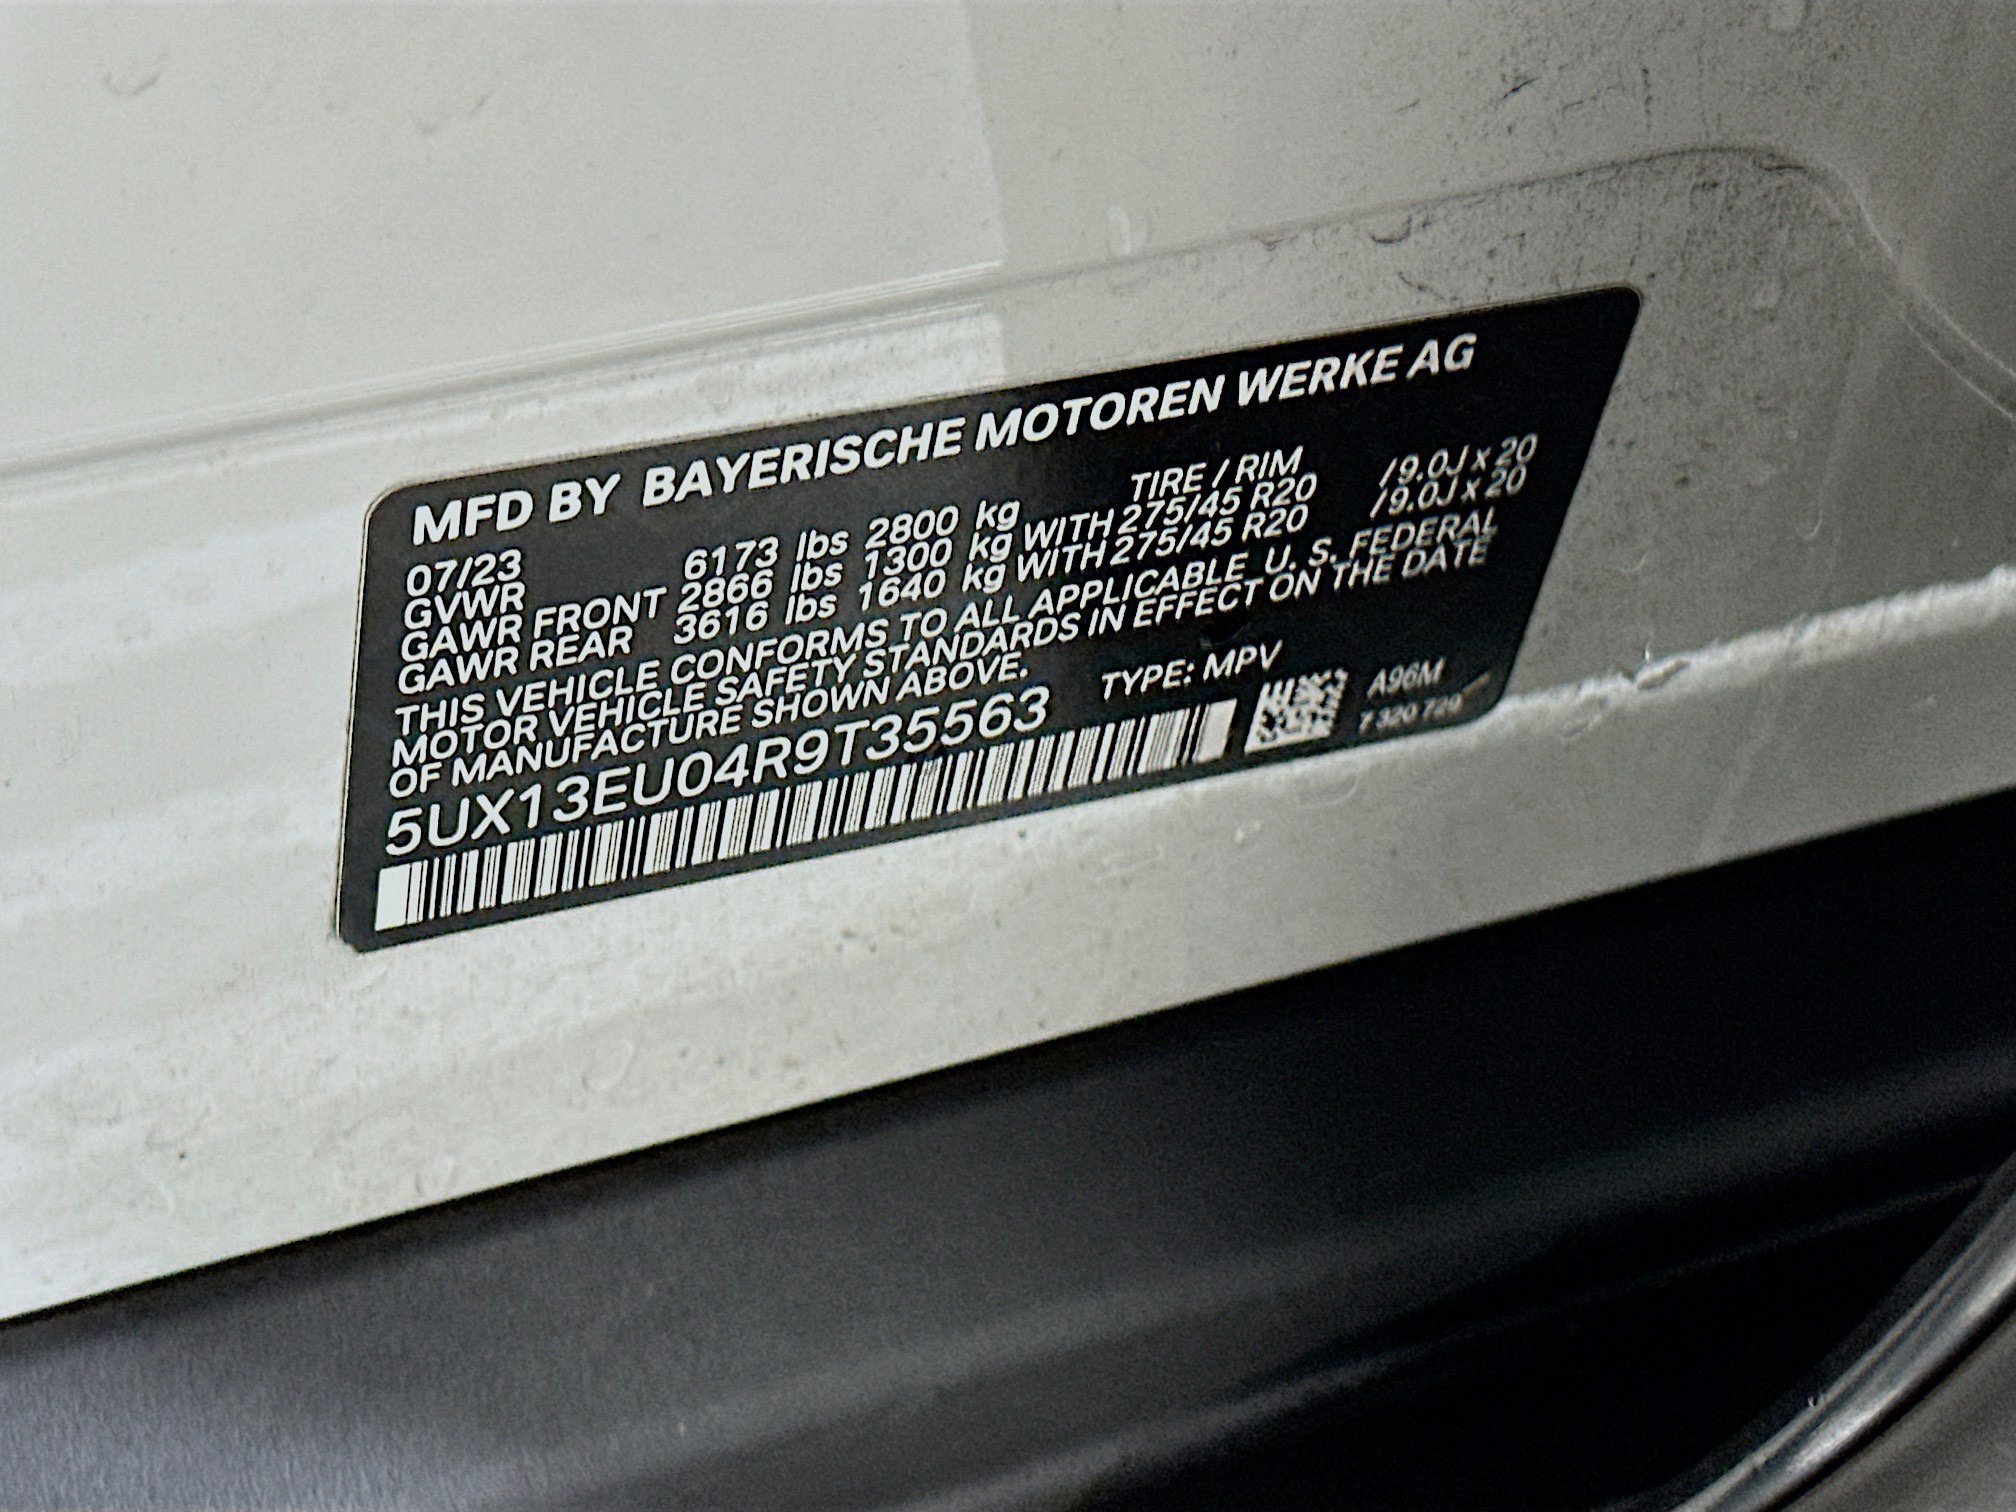 MFD BY BAYERISCHE MOTOREN WERKE AG
07/23 TIRE / RIM
GVWR 6173 lbs 2800 kg
GAWR FRONT 2866 lbs 1300 kg WITH 275/45 R20 /9.0J x 20
GAWR REAR 3616 lbs 1640 kg WITH 275/45 R20 /9.0J x 20
THIS VEHICLE CONFORMS TO ALL APPLICABLE U. S. FEDERAL
MOTOR VEHICLE SAFETY STANDARDS IN EFFECT ON THE DATE
OF MANUFACTURE SHOWN ABOVE.
5UX13EU04R9T35563 TYPE: MPV
A96M
7 320 729